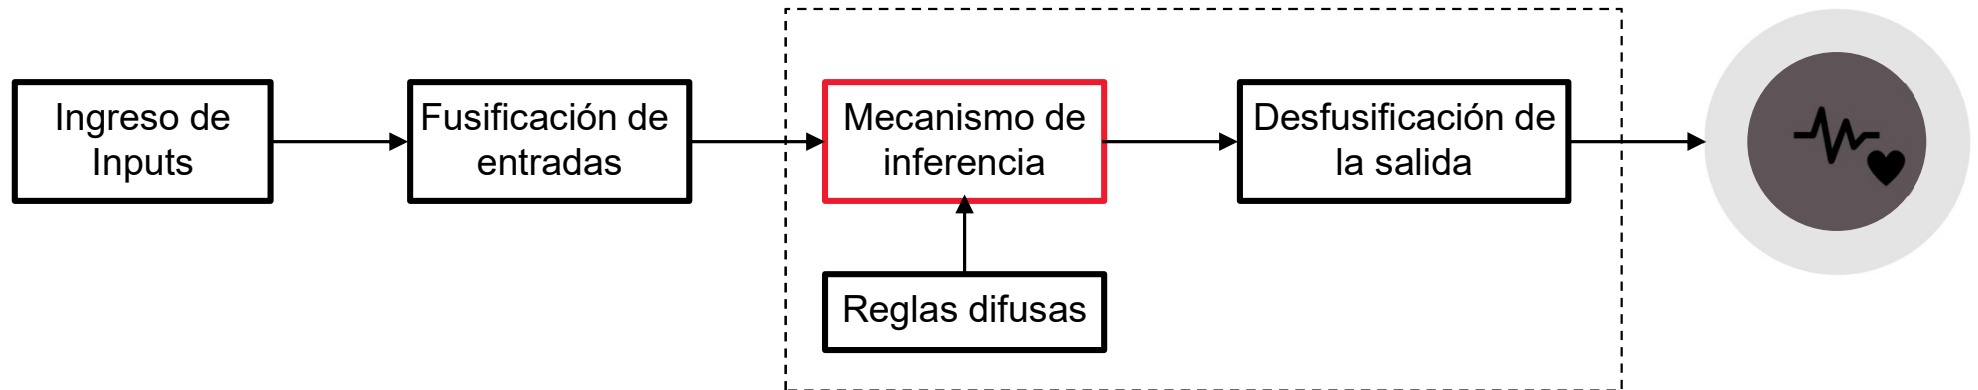 Ingreso de
Inputs
Fusificación de
entradas
Mecanismo de
inferencia
Desfusificación de
la salida
Reglas difusas